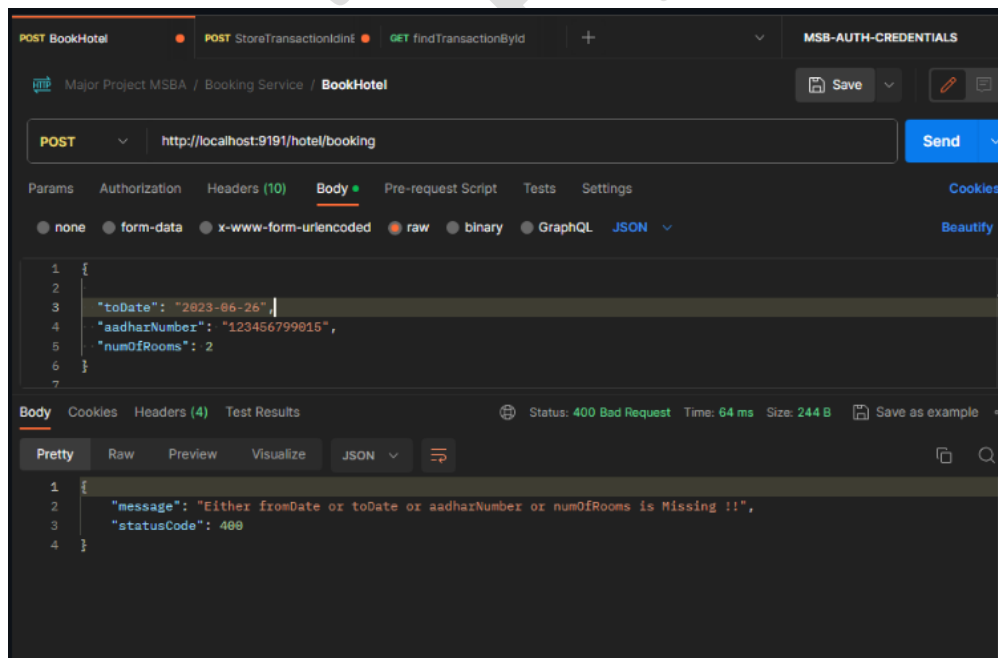 POST BookHotel POST StoreTransactionIdinE GET findTransactionById + MSB-AUTH-CREDENTIALS
HTTP Major Project MSBA / Booking Service / BookHotel Save
POST http://localhost:9191/hotel/booking Send
Params Authorization Headers (10) Body Pre-request Script Tests Settings Cookies
none form-data x-www-form-urlencoded raw binary GraphQL JSON Beautify
1 {
2
3 "toDate": "2023-06-26",
4 "aadharNumber": "123456799015",
5 "numOfRooms": 2
6 }
7
Body Cookies Headers (4) Test Results Status: 400 Bad Request Time: 64 ms Size: 244 B Save as example
Pretty Raw Preview Visualize JSON
1 {
2 "message": "Either fromDate or toDate or aadharNumber or numOfRooms is Missing !!",
3 "statusCode": 400
4 }